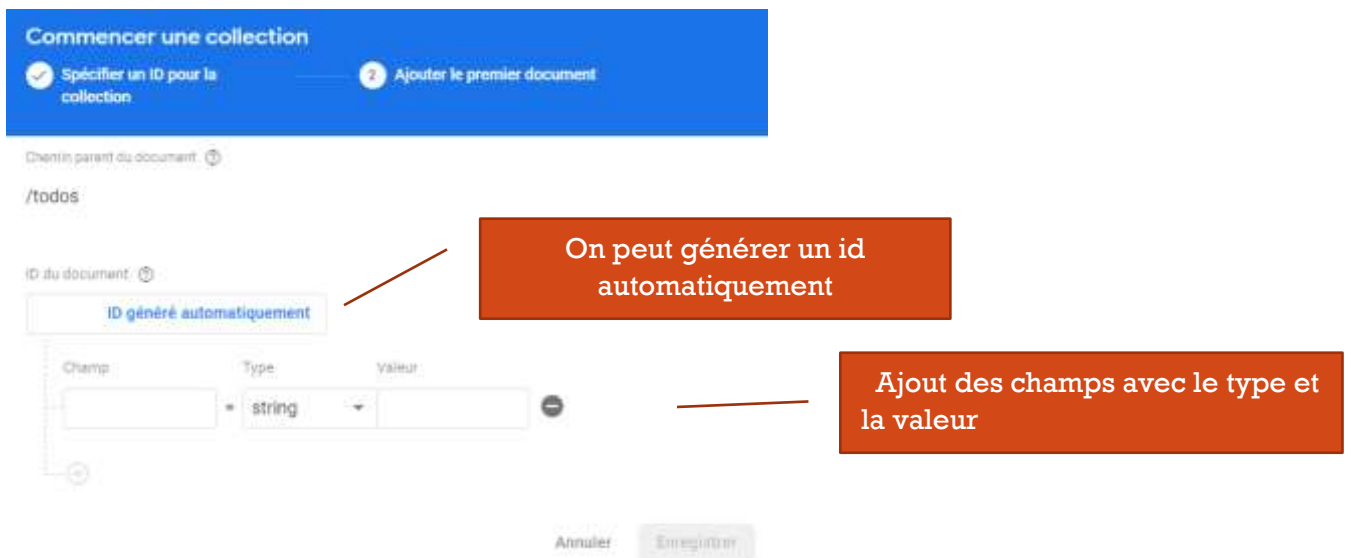 Commencer une collection
Spécifier un ID pour la
collection
2 Ajouter le premier document
Chemin parent du document
/todos
On peut générer un id
automatiquement
ID du document
ID généré automatiquement
Champ Type Valeur
= string
Ajout des champs avec le type et
la valeur
Annuler Enregistrer